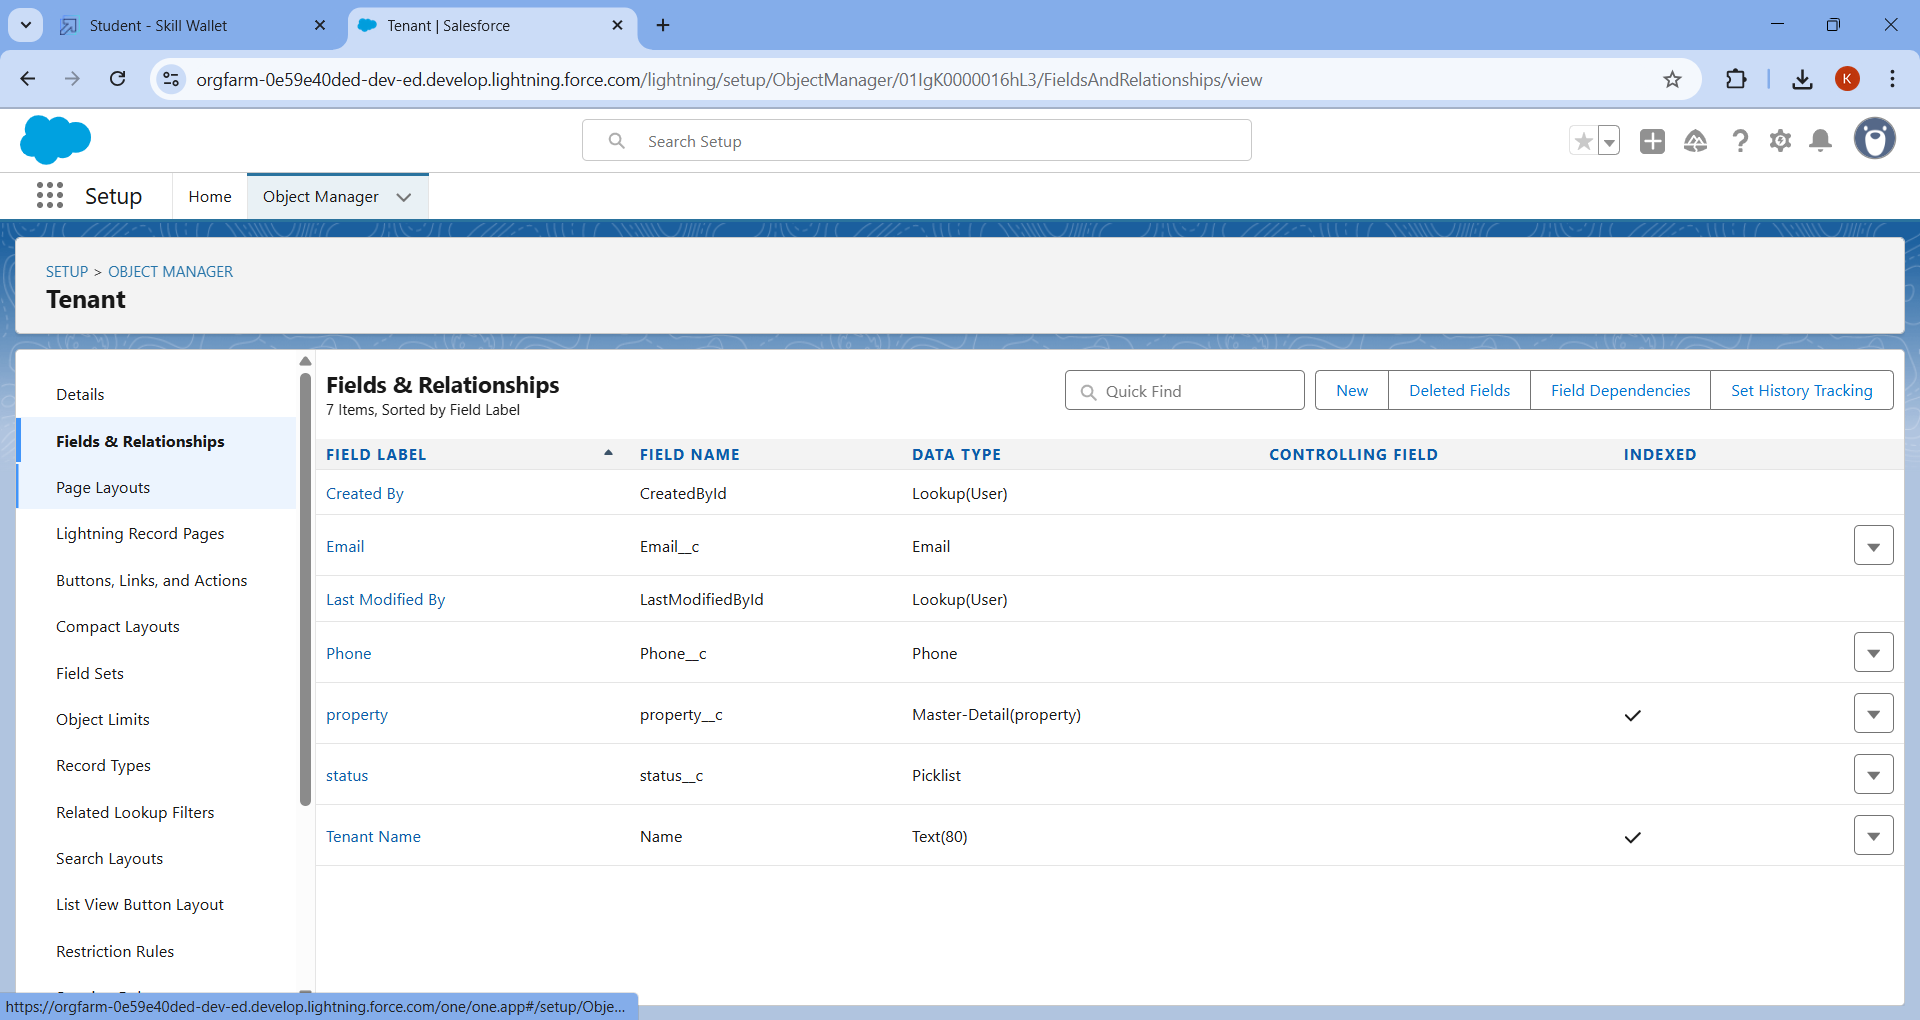 Student - Skill Wallet
Tenant | Salesforce
orgfarm-0e59e40ded-dev-ed.develop.lightning.force.com/lightning/setup/ObjectManager/01IgK0000016hL3/FieldsAndRelationships/view
K
Search Setup
Setup
Home
Object Manager
SETUP > OBJECT MANAGER
Tenant
Details
Fields & Relationships
Page Layouts
Lightning Record Pages
Buttons, Links, and Actions
Compact Layouts
Field Sets
Object Limits
Record Types
Related Lookup Filters
Search Layouts
List View Button Layout
Restriction Rules
Fields & Relationships
7 Items, Sorted by Field Label
Quick Find
New
Deleted Fields
Field Dependencies
Set History Tracking
FIELD LABEL FIELD NAME DATA TYPE CONTROLLING FIELD INDEXED
Created By CreatedById Lookup(User)
Email Email__c Email
Last Modified By LastModifiedById Lookup(User)
Phone Phone__c Phone
property property__c Master-Detail(property)
status status__c Picklist
Tenant Name Name Text(80)
https://orgfarm-0e59e40ded-dev-ed.develop.lightning.force.com/one/one.app#/setup/Obje...